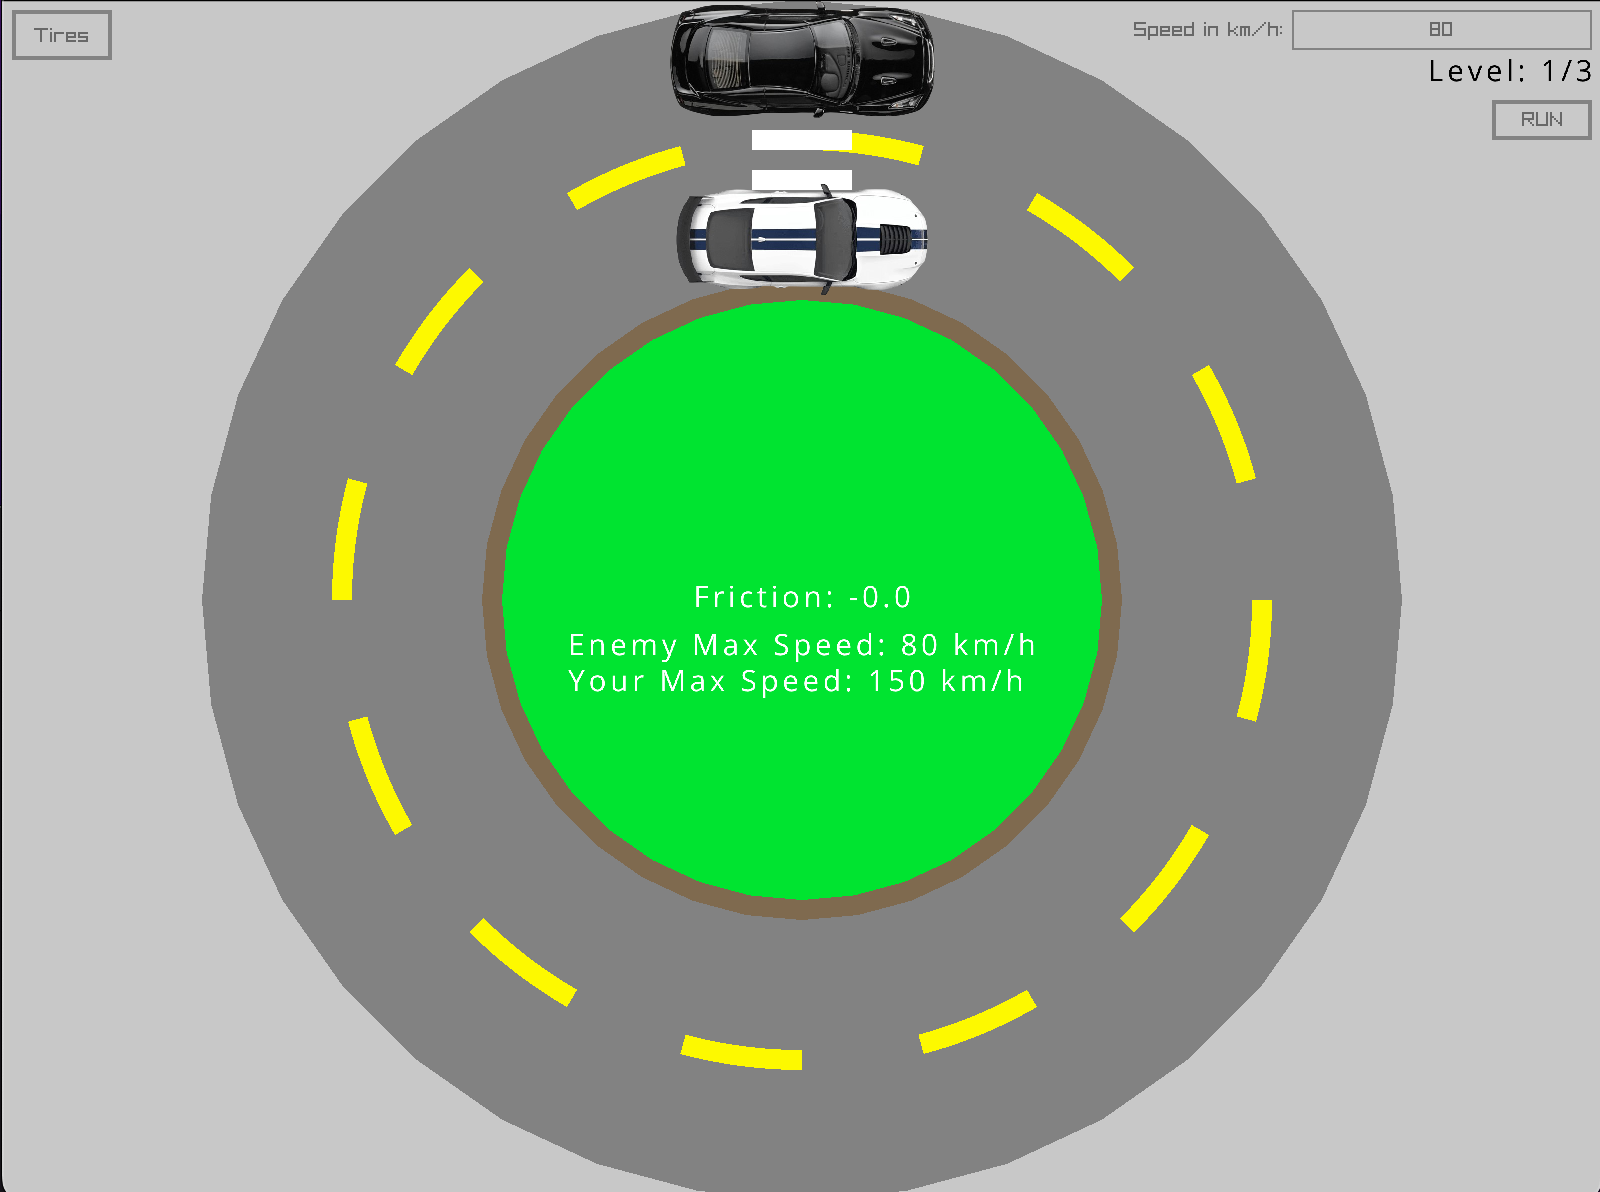 Tires
Speed in km/h: 80
Level: 1/3
RUN
Friction: -0.0
Enemy Max Speed: 80 km/h
Your Max Speed: 150 km/h